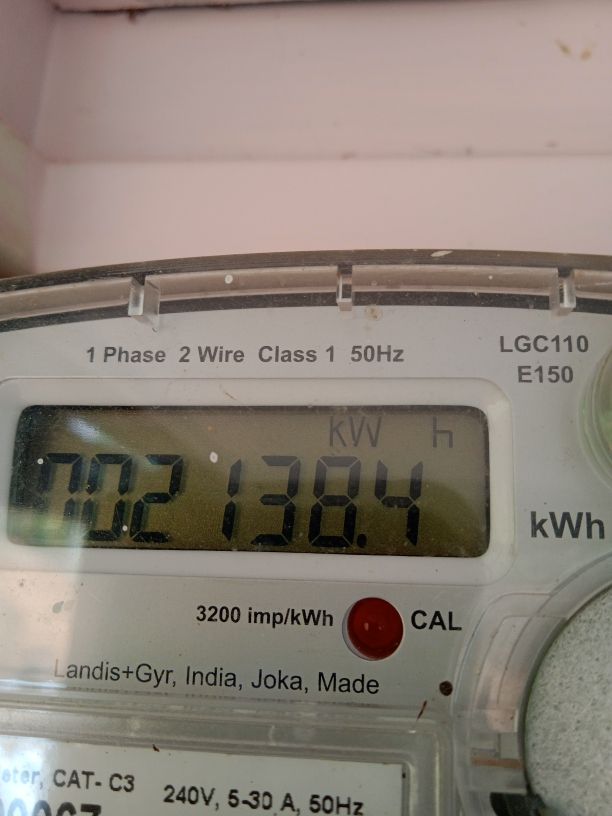 1 Phase 2 Wire Class 1 50Hz
LGC110
E150
kW h
002138.4
kWh
3200 imp/kWh
CAL
Landis+Gyr, India, Joka, Made
CAT- C3
240V, 5-30 A, 50Hz